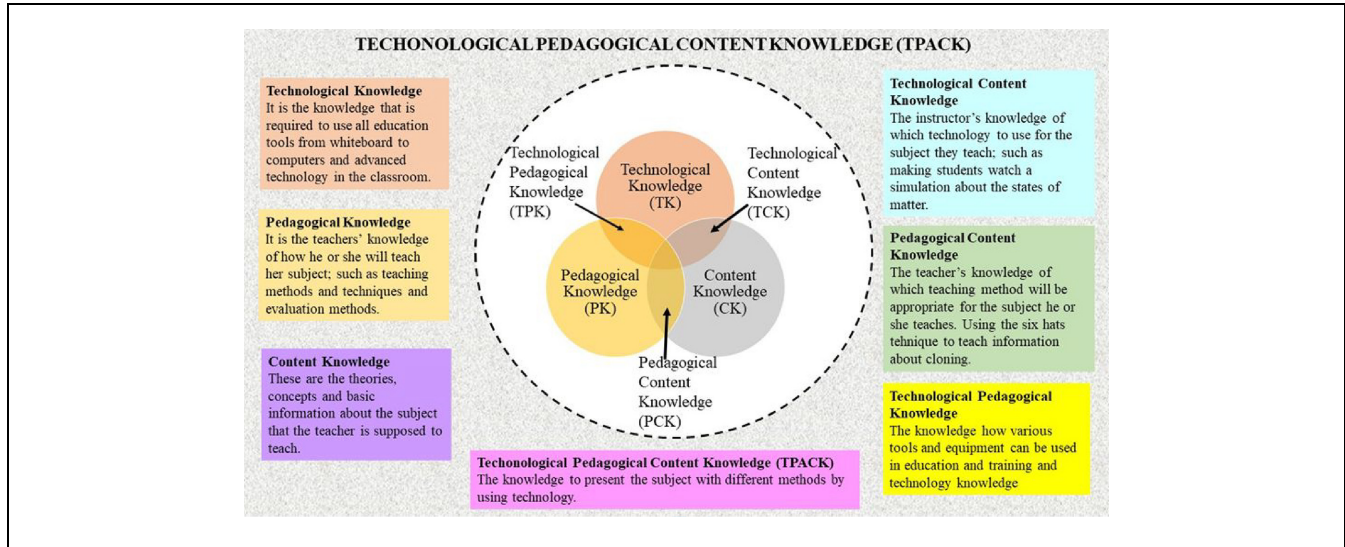 TECHONOLOGICAL PEDAGOGICAL CONTENT KNOWLEDGE (TPACK)
Technological Knowledge
It is the knowledge that is
required to use all education
tools from whiteboard to
computers and advanced
technology in the classroom.
Pedagogical Knowledge
It is the teachers' knowledge
of how he or she will teach
her subject; such as teaching
methods and techniques and
evaluation methods.
Content Knowledge
These are the theories,
concepts and basic
information about the subject
that the teacher is supposed to
teach.
Technological
Pedagogical
Knowledge
(TPK)
Technological
Knowledge
(TK)
Technological
Content
Knowledge
(TCK)
Pedagogical
Knowledge
(PK)
Content
Knowledge
(CK)
Pedagogical
Content
Knowledge
(PCK)
Techonological Pedagogical Content Knowledge (TPACK)
The knowledge to present the subject with different methods by
using technology.
Technological Content
Knowledge
The instructor's knowledge of
which technology to use for the
subject they teach; such as
making students watch a
simulation about the states of
matter.
Pedagogical Content
Knowledge
The teacher's knowledge of
which teaching method will be
appropriate for the subject he or
she teaches. Using the six hats
tehnique to teach information
about cloning.
Technological Pedagogical
Knowledge
The knowledge how various
tools and equipment can be used
in education and training and
technology knowledge